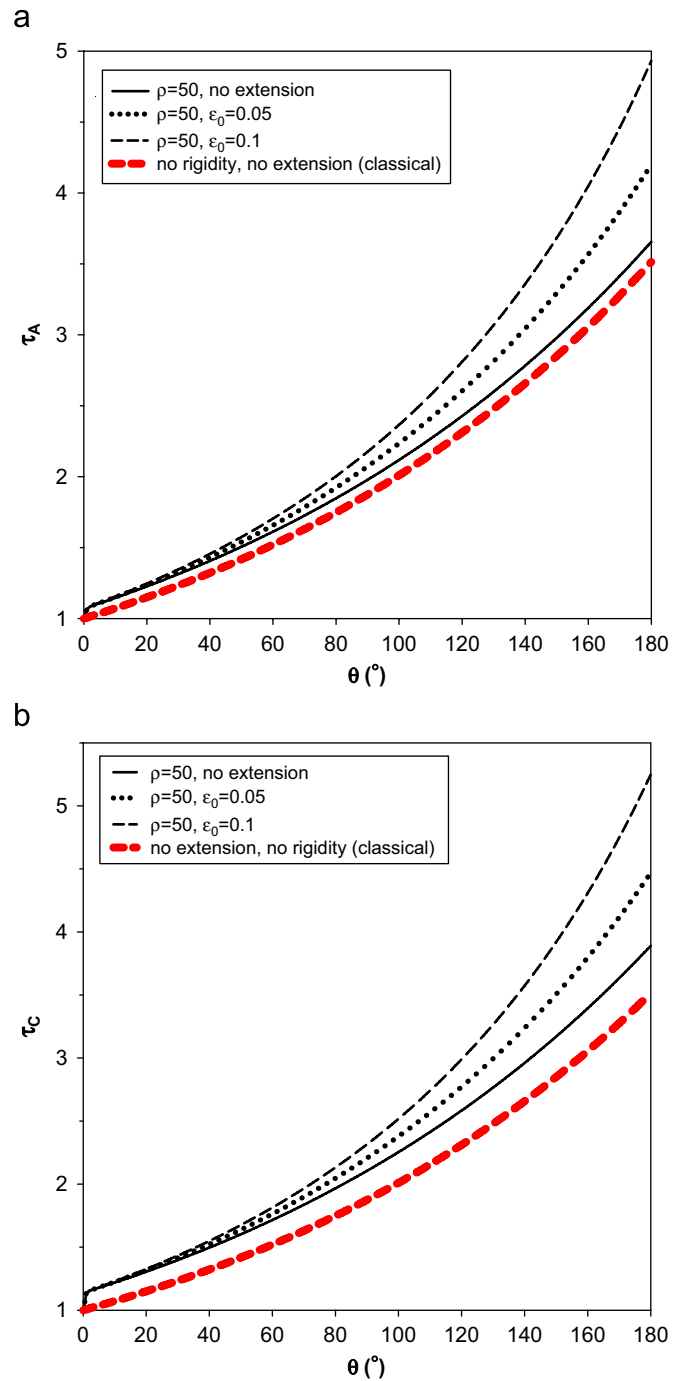 a
5
4
3
2
1
τA
ρ=50, no extension
ρ=50, ε0=0.05
ρ=50, ε0=0.1
no rigidity, no extension (classical)
0 20 40 60 80 100 120 140 160 180
θ (°)
b
5
4
3
2
1
τC
ρ=50, no extension
ρ=50, ε0=0.05
ρ=50, ε0=0.1
no extension, no rigidity (classical)
0 20 40 60 80 100 120 140 160 180
θ (°)